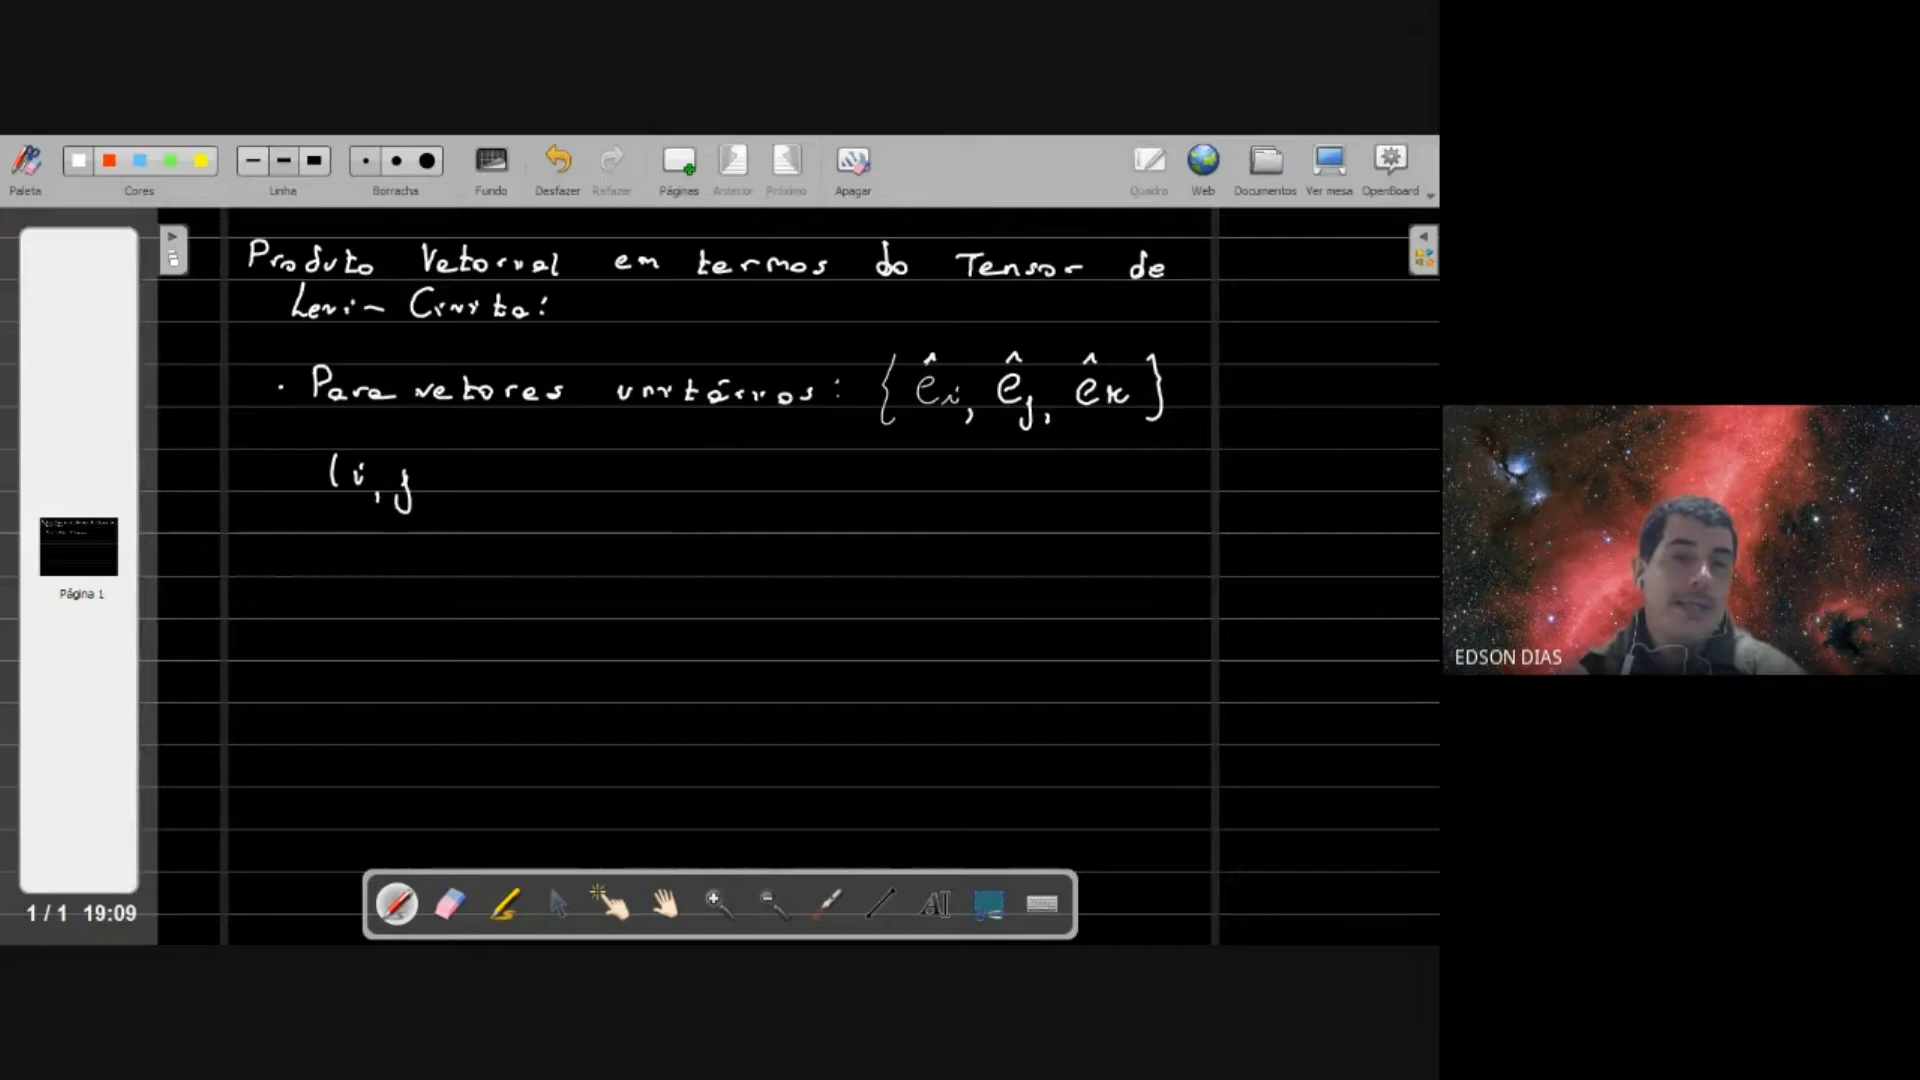 Paleta
Cores
Linha
Borracha
Fundo
Desfazer
Refazer
Páginas
Anterior
Próximo
Apagar
Quadro
Web
Documentos
Ver mesa
OpenBoard
Produto Vetorial em termos do Tensor de
Levi-Civita:
· Para vetores unitários: { êᵢ, êⱼ, êₖ }
(i, j
Página 1
1 / 1 19:09
AI
EDSON DIAS